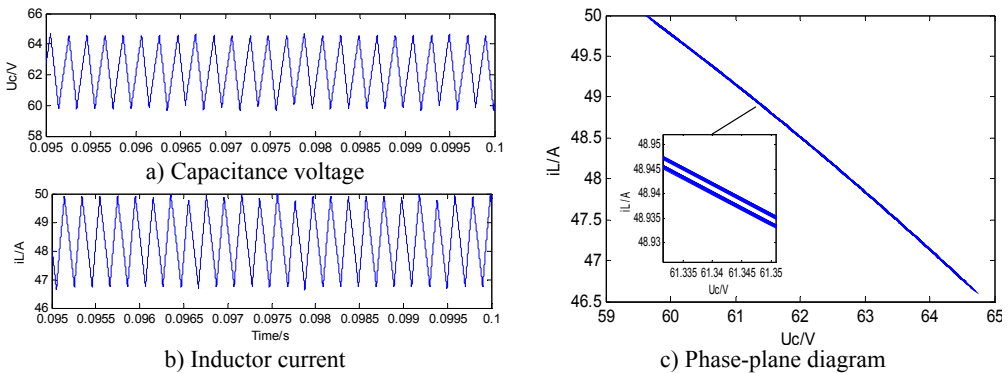 66
64
62
60
58
Uc/V
0.095 0.0955 0.096 0.0965 0.097 0.0975 0.098 0.0985 0.099 0.0995 0.1
a) Capacitance voltage
50
49
48
47
46
iL/A
0.095 0.0955 0.096 0.0965 0.097 0.0975 0.098 0.0985 0.099 0.0995 0.1
Time/s
b) Inductor current
50
49.5
49
48.5
48
47.5
47
46.5
iL/A
48.95
48.945
48.94
48.935
48.93
iL/A
61.335 61.34 61.345 61.35
Uc/V
59 60 61 62 63 64 65
Uc/V
c) Phase-plane diagram